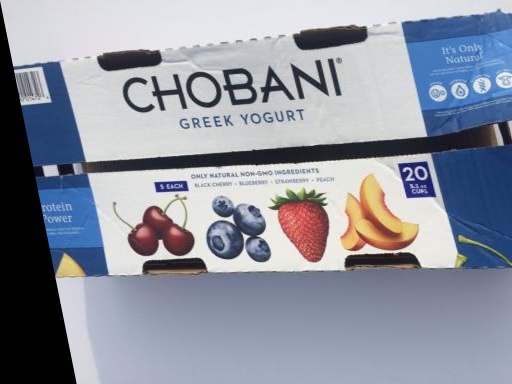 CHOBANI®
GREEK YOGURT
It's Only
Natural
ONLY NATURAL NON-GMO INGREDIENTS
5 EACH
BLACK CHERRY • BLUEBERRY • STRAWBERRY • PEACH
20
5.3 oz
CUPS
rotein
Power